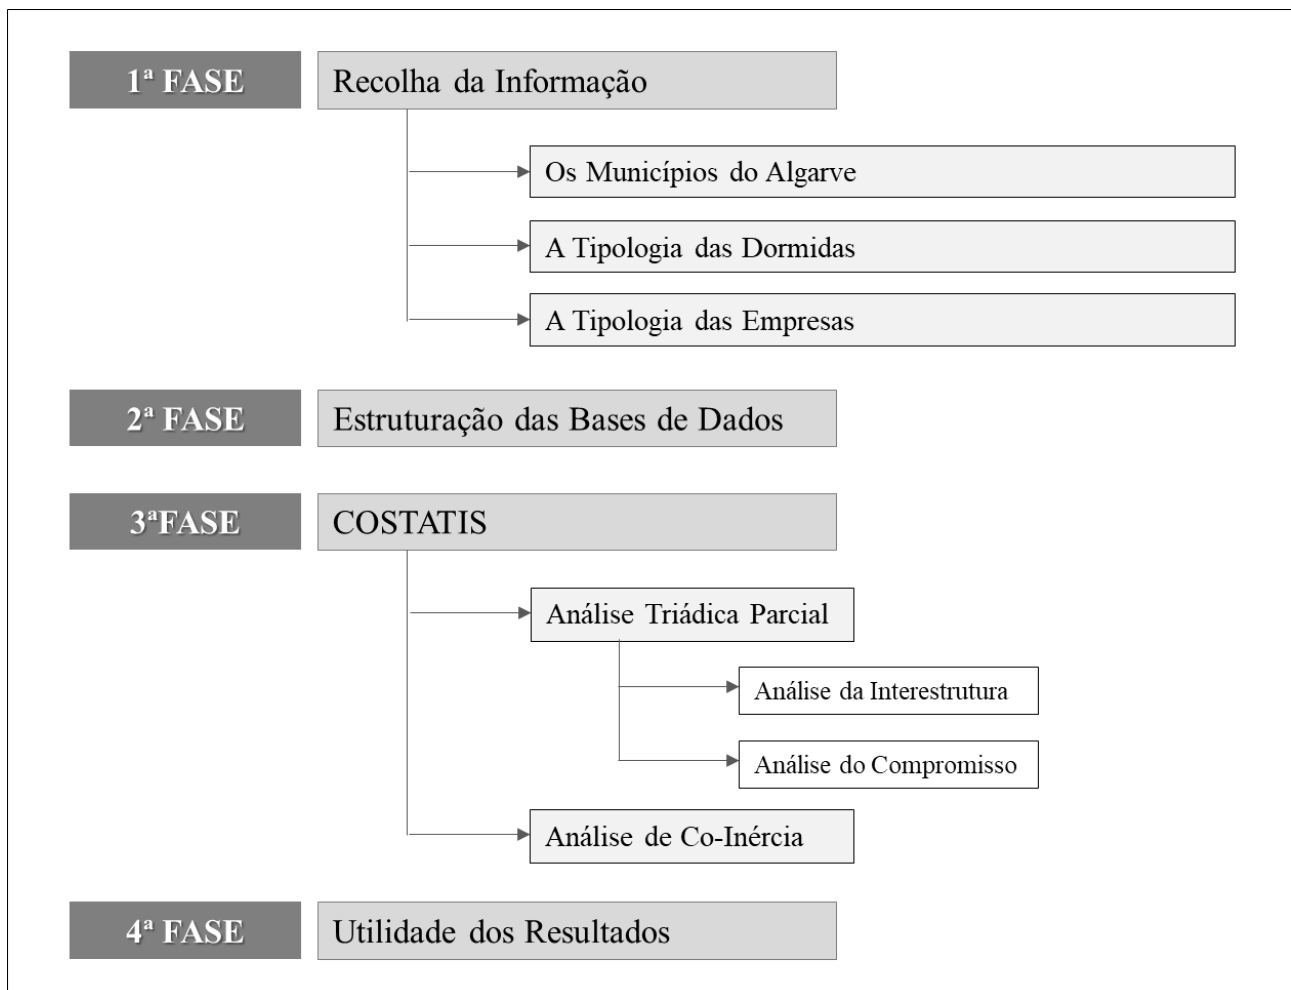 1ª FASE
Recolha da Informação
Os Municípios do Algarve
A Tipologia das Dormidas
A Tipologia das Empresas
2ª FASE
Estruturação das Bases de Dados
3ªFASE
COSTATIS
Análise Triádica Parcial
Análise da Interestrutura
Análise do Compromisso
Análise de Co-Inércia
4ª FASE
Utilidade dos Resultados